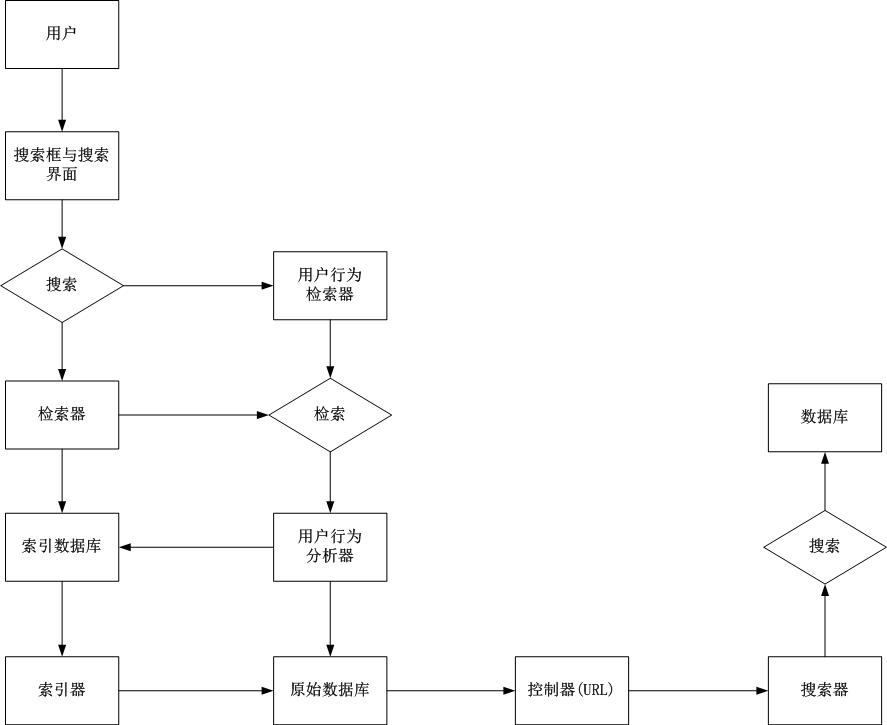 用户
搜索框与搜索
界面
搜索
用户行为
检索器
检索器
检索
数据库
索引数据库
用户行为
分析器
搜索
索引器
原始数据库
控制器(URL)
搜索器